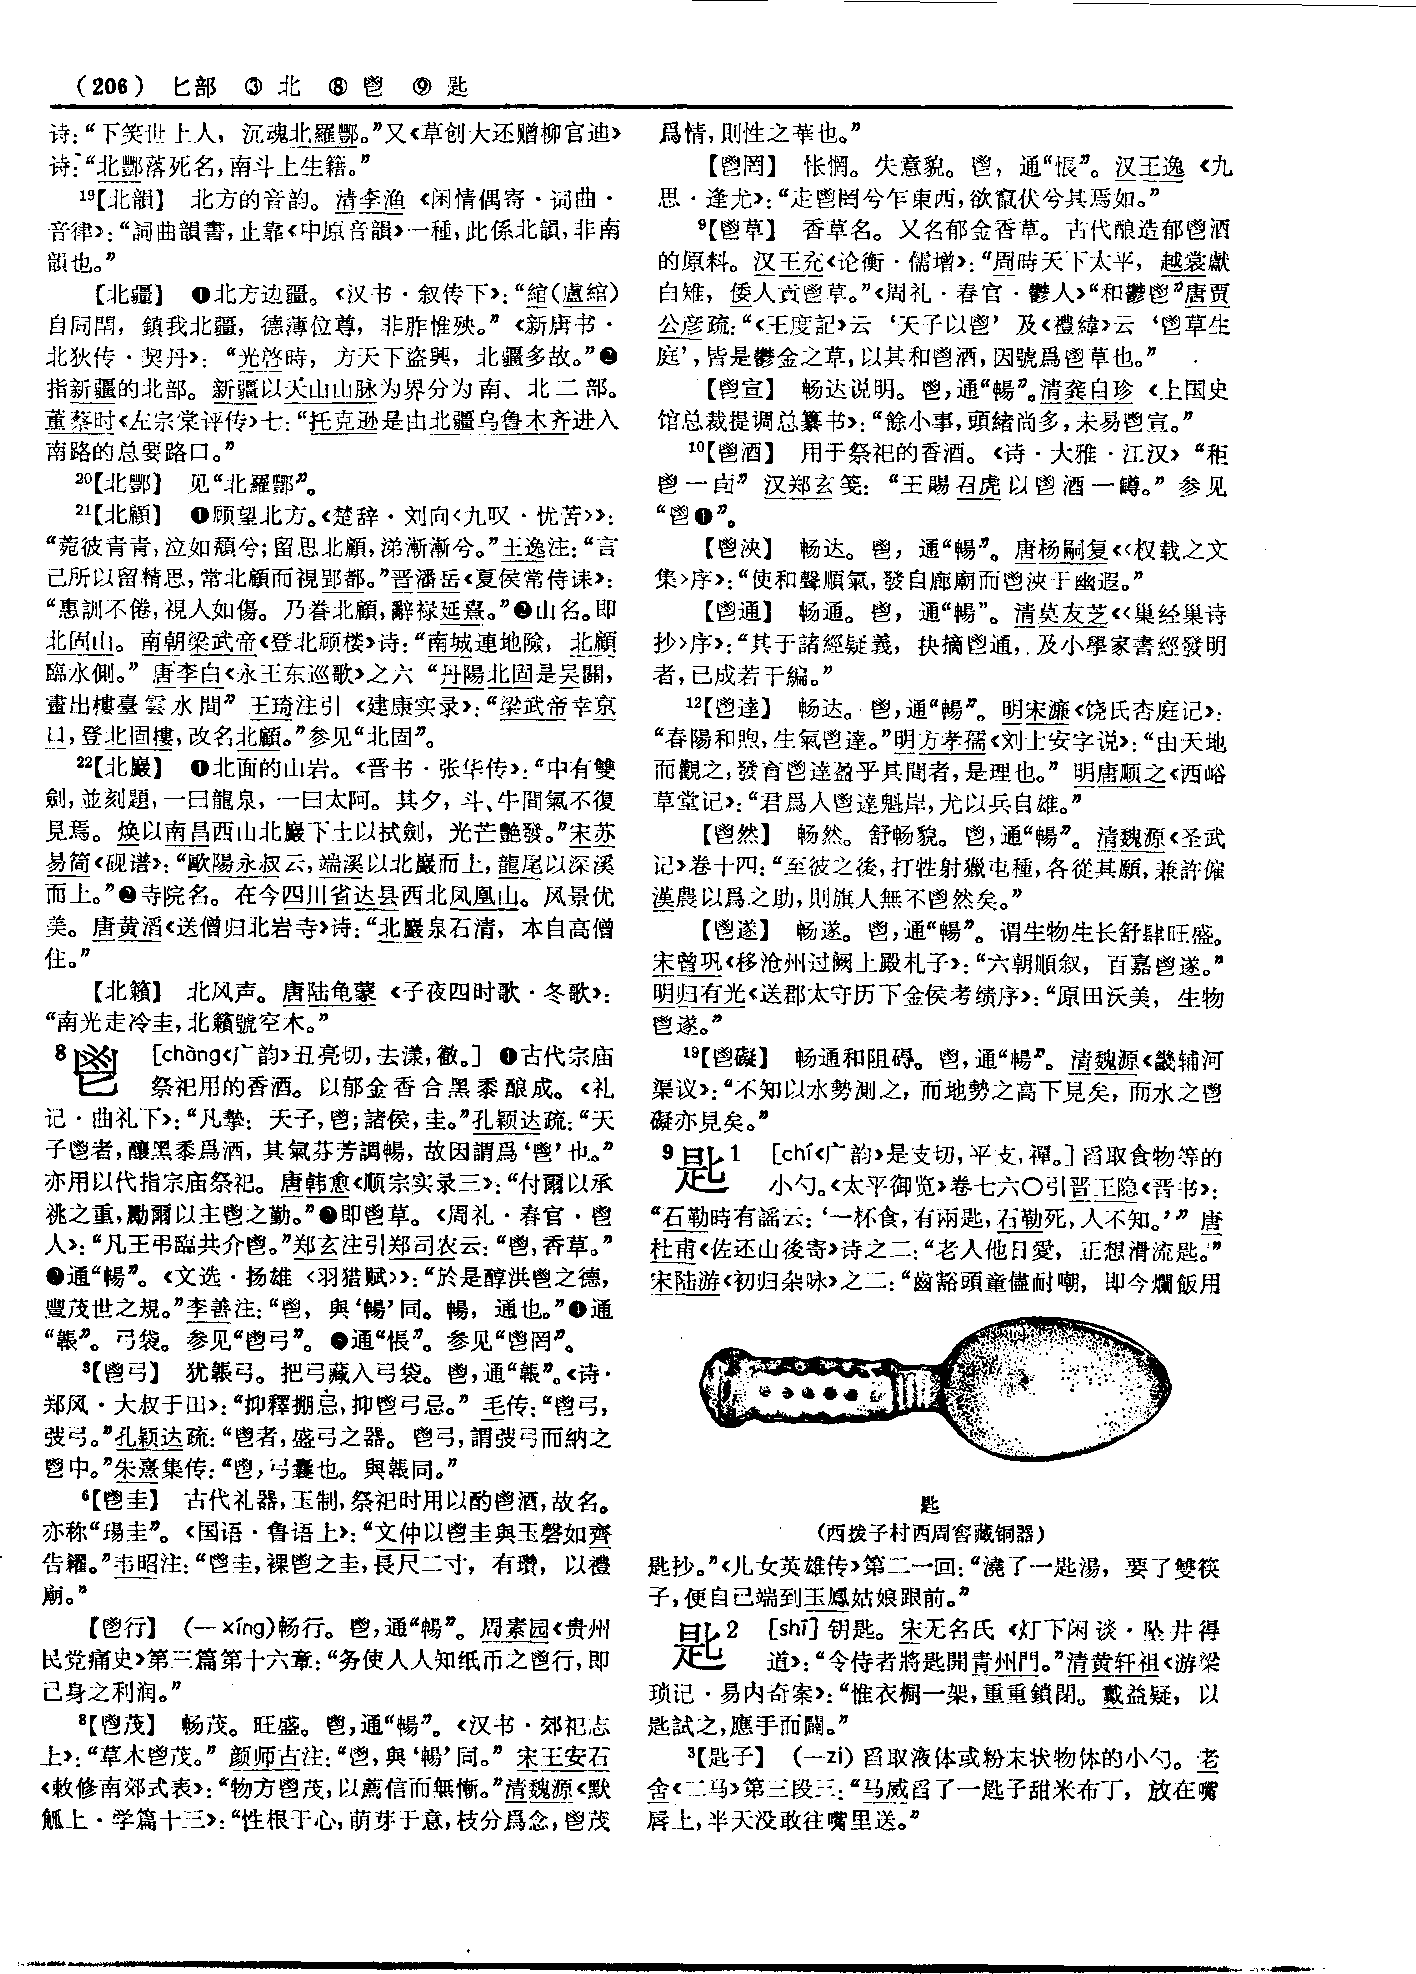 （206） 匕部 ③北 ⑧鬯 ⑨匙
诗：“下笑世上人，沉魂北羅酆。”又《草创大还赠柳官迪》
诗：“北酆落死名，南斗上生籍。”
19【北韻】 北方的音韵。清李渔《闲情偶寄·词曲·
音律》：“詞曲韻書，止靠《中原音韻》一種，此係北韻，非南
韻也。”
【北疆】 ❶北方边疆。《汉书·叙传下》：“綰（盧綰）
自同閈，鎮我北疆，德薄位尊，非胙惟殃。”《新唐书·
北狄传·契丹》：“光啓時，方天下盜興，北疆多故。”❷
指新疆的北部。新疆以天山山脉为界分为南、北二部。
董蔡时《左宗棠评传》七：“托克逊是由北疆乌鲁木齐进入
南路的总要路口。”
20【北酆】 见“北羅酆”。
21【北顧】 ❶顾望北方。《楚辞·刘向〈九叹·忧苦〉》：
“菀彼青青，泣如頹兮；留思北顧，涕漸漸兮。”王逸注：“言
己所以留精思，常北顧而視郢都。”晋潘岳《夏侯常侍诔》：
“惠訓不倦，視人如傷。乃眷北顧，辭禄延熹。”❷山名。即
北固山。南朝梁武帝《登北顾楼》诗：“南城連地險，北顧
臨水側。”唐李白《永王东巡歌》之六“丹陽北固是吴關，
畫出樓臺雲水間”王琦注引《建康实录》：“梁武帝幸京
口，登北固樓，改名北顧。”参见“北固”。
22【北巖】 ❶北面的山岩。《晋书·张华传》：“中有雙
劍，並刻題，一曰龍泉，一曰太阿。其夕，斗、牛間氣不復
見焉。焕以南昌西山北巖下土以拭劍，光芒艷發。”宋苏
易简《砚谱》：“歐陽永叔云，端溪以北巖而上，龍尾以深溪
而上。”❷寺院名。在今四川省达县西北凤凰山。风景优
美。唐黄滔《送僧归北岩寺》诗：“北巖泉石清，本自高僧
住。”
【北籟】 北风声。唐陆龟蒙《子夜四时歌·冬歌》：
“南光走冷圭，北籟號空木。”
8鬯 ［chàng《广韵》丑亮切，去漾，徹。］ ❶古代宗庙
祭祀用的香酒。以郁金香合黑黍酿成。《礼
记·曲礼下》：“凡摯：天子，鬯；諸侯，圭。”孔颖达疏：“天
子鬯者，釀黑黍爲酒，其氣芬芳調暢，故因謂爲‘鬯’也。”
亦用以代指宗庙祭祀。唐韩愈《顺宗实录三》：“付爾以承
祧之重，勵爾以主鬯之勤。”❷即鬯草。《周礼·春官·鬯
人》：“凡王弔臨共介鬯。”郑玄注引郑司农云：“鬯，香草。”
❸通“暢”。《文选·扬雄〈羽猎赋〉》：“於是醇洪鬯之德，
豐茂世之規。”李善注：“鬯，與‘暢’同。暢，通也。”❹通
“韔”。弓袋。参见“鬯弓”。❺通“悵”。参见“鬯罔”。
3【鬯弓】 犹韔弓。把弓藏入弓袋。鬯，通“韔”。《诗·
郑风·大叔于田》：“抑釋掤忌，抑鬯弓忌。”毛传：“鬯弓，
弢弓。”孔颖达疏：“鬯者，盛弓之器。鬯弓，謂弢弓而納之
鬯中。”朱熹集传：“鬯，弓囊也。與韔同。”
6【鬯圭】 古代礼器，玉制，祭祀时用以酌鬯酒，故名。
亦称“瑒圭”。《国语·鲁语上》：“文仲以鬯圭與玉磬如齊
告糴。”韦昭注：“鬯圭，祼鬯之圭，長尺二寸，有瓚，以禮
廟。”
【鬯行】 （—xíng）畅行。鬯，通“暢”。周素园《贵州
民党痛史》第三篇第十六章：“务使人人知纸币之鬯行，即
己身之利润。”
8【鬯茂】 畅茂。旺盛。鬯，通“暢”。《汉书·郊祀志
上》：“草木鬯茂。”颜师古注：“鬯，與‘暢’同。”宋王安石
《敕修南郊式表》：“物方鬯茂，以薦信而無慚。”清魏源《默
觚上·学篇十三》：“性根于心，萌芽于意，枝分爲念，鬯茂
爲情，則性之華也。”
【鬯罔】 怅惘。失意貌。鬯，通“悵”。汉王逸《九
思·逢尤》：“走鬯罔兮乍東西，欲竄伏兮其焉如。”
9【鬯草】 香草名。又名郁金香草。古代酿造郁鬯酒
的原料。汉王充《论衡·儒增》：“周時天下太平，越裳獻
白雉，倭人貢鬯草。”《周礼·春官·鬱人》“和鬱鬯”唐贾
公彦疏：“《王度記》云‘天子以鬯’及《禮緯》云‘鬯草生
庭’，皆是鬱金之草，以其和鬯酒，因號爲鬯草也。”
【鬯宣】 畅达说明。鬯，通“暢”。清龚自珍《上国史
馆总裁提调总纂书》：“餘小事，頭緒尚多，未易鬯宣。”
10【鬯酒】 用于祭祀的香酒。《诗·大雅·江汉》“秬
鬯一卣”汉郑玄笺：“王賜召虎以鬯酒一罇。”参见
“鬯❶”。
【鬯浹】 畅达。鬯，通“暢”。唐杨嗣复《〈权载之文
集〉序》：“使和聲順氣，發自廊廟而鬯浹于幽遐。”
【鬯通】 畅通。鬯，通“暢”。清莫友芝《〈巢经巢诗
抄〉序》：“其于諸經疑義，抉摘鬯通，及小學家書經發明
者，已成若干編。”
12【鬯達】 畅达。鬯，通“暢”。明宋濂《饶氏杏庭记》：
“春陽和煦，生氣鬯達。”明方孝孺《刘士安字说》：“由天地
而觀之，發育鬯達盈乎其間者，是理也。”明唐顺之《西峪
草堂记》：“君爲人鬯達魁岸，尤以兵自雄。”
【鬯然】 畅然。舒畅貌。鬯，通“暢”。清魏源《圣武
记》卷十四：“至彼之後，打牲射獵屯種，各從其願，兼許僱
漢農以爲之助，則旗人無不鬯然矣。”
【鬯遂】 畅遂。鬯，通“暢”。谓生物生长舒肆旺盛。
宋曾巩《移沧州过阙上殿札子》：“六朝順叙，百嘉鬯遂。”
明归有光《送郡太守历下金侯考绩序》：“原田沃美，生物
鬯遂。”
19【鬯礙】 畅通和阻碍。鬯，通“暢”。清魏源《畿辅河
渠议》：“不知以水勢測之，而地勢之高下見矣，而水之鬯
礙亦見矣。”
9匙1 ［chí《广韵》是支切，平支，禪。］舀取食物等的
小勺。《太平御览》卷七六〇引晋王隐《晋书》：
“石勒時有謡云：‘一杯食，有兩匙，石勒死，人不知。’”唐
杜甫《佐还山後寄》诗之二：“老人他日愛，正想滑流匙。”
宋陆游《初归杂咏》之二：“齒豁頭童儘耐嘲，即今爛飯用
匙
（西拨子村西周窖藏铜器）
匙抄。”《儿女英雄传》第二一回：“澆了一匙湯，要了雙筷
子，便自己端到玉鳳姑娘跟前。”
匙2 ［shi］钥匙。宋无名氏《灯下闲谈·坠井得
道》：“令侍者將匙開青州門。”清黄轩祖《游梁
琐记·易内奇案》：“惟衣櫥一架，重重鎖閉。戴益疑，以
匙試之，應手而闢。”
3【匙子】 （—zi）舀取液体或粉末状物体的小勺。老
舍《二马》第三段三：“马威舀了一匙子甜米布丁，放在嘴
唇上，半天没敢往嘴里送。”